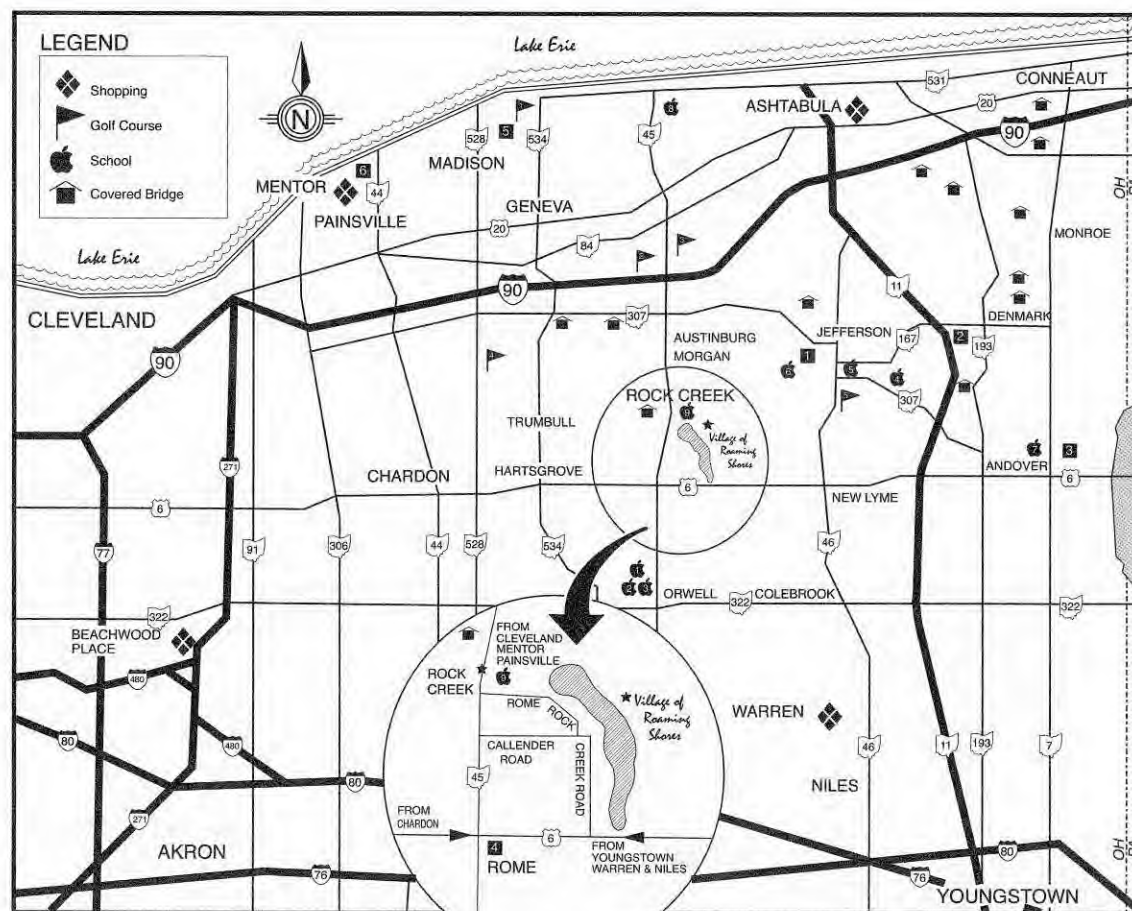 LEGEND
Shopping
Golf Course
School
Covered Bridge
N
Lake Erie
Lake Erie
531
CONNEAUT
20
90
ASHTABULA
45
534
528
5
MADISON
6
MENTOR
44
PAINSVILLE
GENEVA
20
84
OH
MONROE
90
11
CLEVELAND
307
DENMARK
JEFFERSON
167
2
193
AUSTINBURG
MORGAN
1
90
6
5
307
ROCK CREEK
Village of
Roaming
Shores
TRUMBULL
HARTSGROVE
CHARDON
7
3
ANDOVER
6
6
6
NEW LYME
271
77
91
306
44
528
534
46
ORWELL
322
COLEBROOK
322
322
BEACHWOOD
PLACE
480
480
80
80
271
AKRON
76
FROM
CLEVELAND
MENTOR
PAINSVILLE
ROCK
CREEK
ROME
ROCK
CREEK ROAD
Village of
Roaming
Shores
CALLENDER
ROAD
45
FROM
CHARDON
6
4
ROME
FROM
YOUNGSTOWN
WARREN & NILES
WARREN
46
11
193
7
NILES
80
76
YOUNGSTOWN
OH